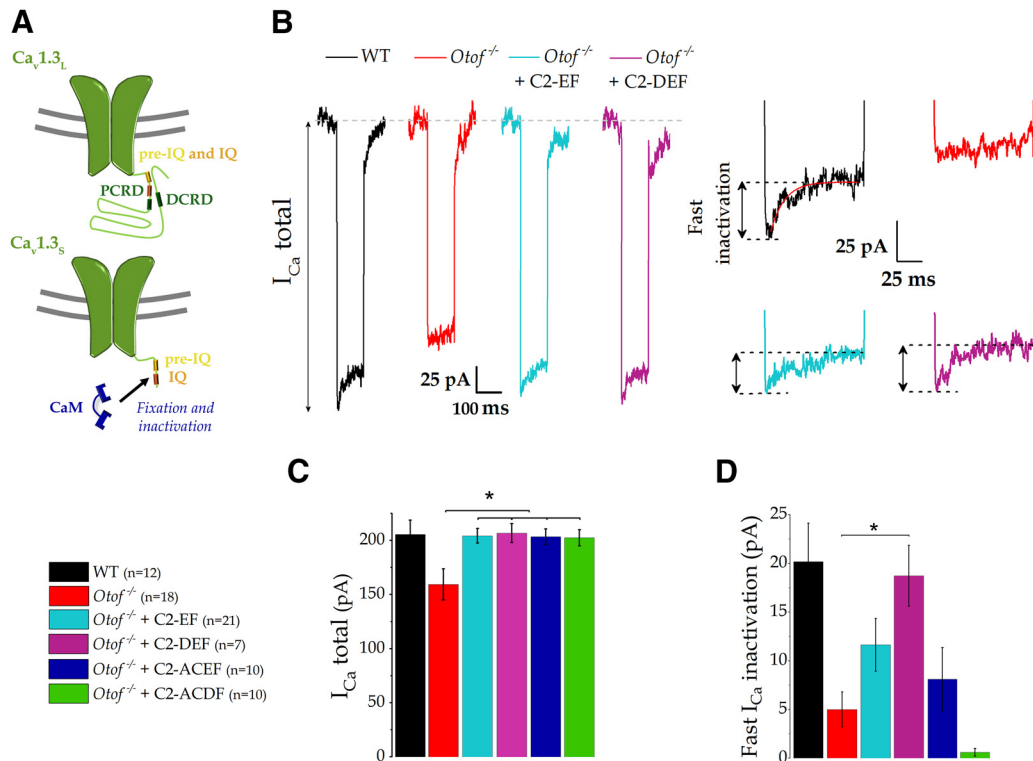 A
Cav1.3L
pre-IQ and IQ
PCRD
DCRD
Cav1.3S
pre-IQ
IQ
CaM
Fixation and
inactivation
B
WT
Otof -/-
Otof -/-
+ C2-EF
Otof -/-
+ C2-DEF
ICa total
25 pA
100 ms
Fast
inactivation
25 pA
25 ms
WT (n=12)
Otof -/- (n=18)
Otof -/- + C2-EF (n=21)
Otof -/- + C2-DEF (n=7)
Otof -/- + C2-ACEF (n=10)
Otof -/- + C2-ACDF (n=10)
C
*
ICa total (pA)
200
150
100
50
0
D
*
Fast ICa inactivation (pA)
25
20
15
10
5
0